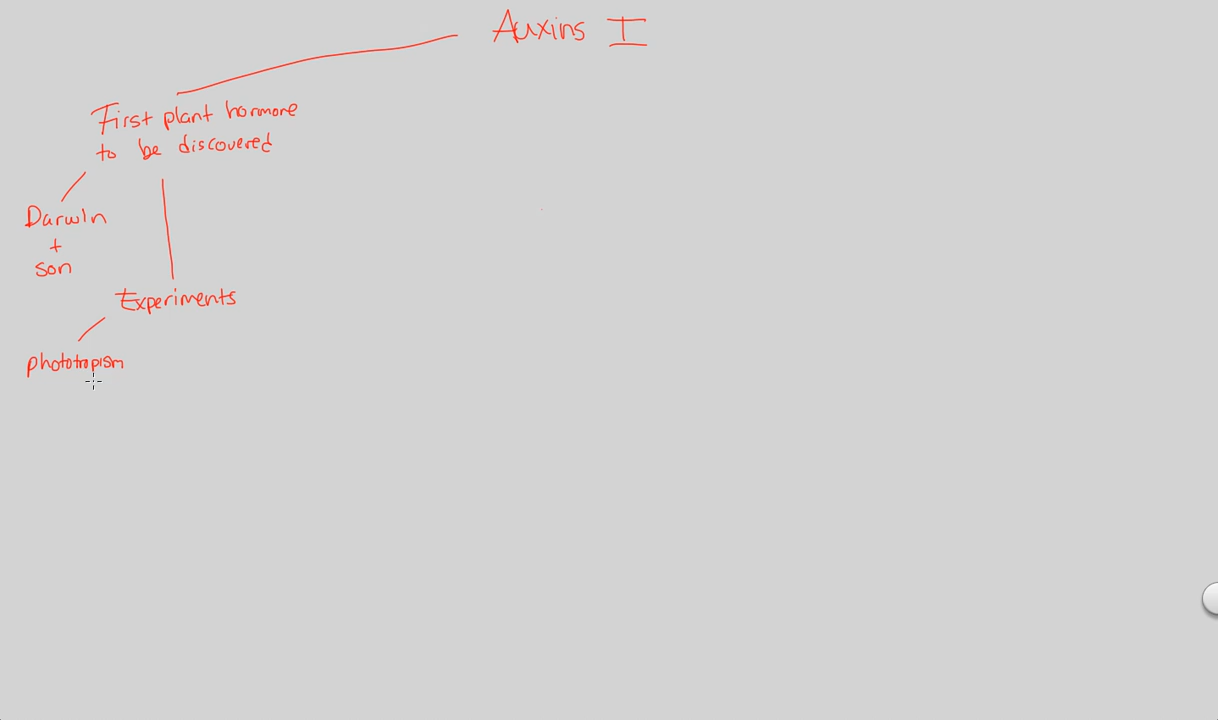 Auxins I
First plant hormone
to be discovered
Darwin
+
son
Experiments
phototropism